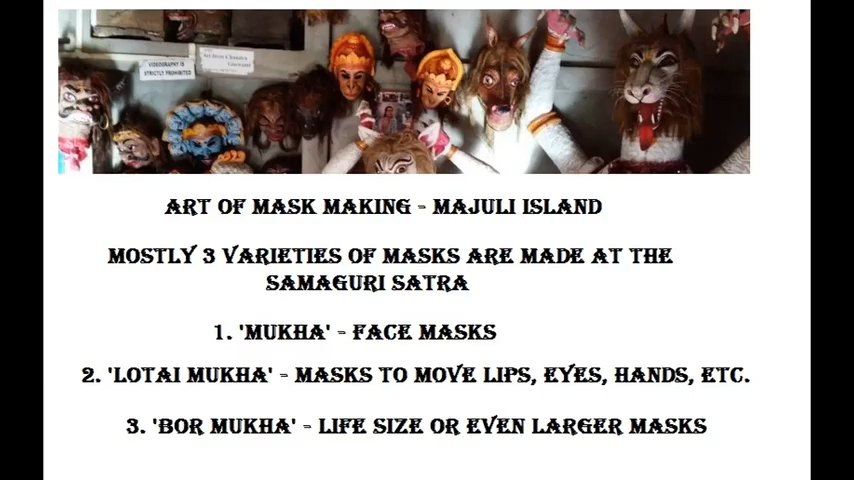 VIDEOGRAPHY IS
STRICTLY PROHIBITED
Goswami
ART OF MASK MAKING - MAJULI ISLAND
MOSTLY 3 VARIETIES OF MASKS ARE MADE AT THE
SAMAGURI SATRA
1. 'MUKHA' - FACE MASKS
2. 'LOTAI MUKHA' - MASKS TO MOVE LIPS, EYES, HANDS, ETC.
3. 'BOR MUKHA' - LIFE SIZE OR EVEN LARGER MASKS